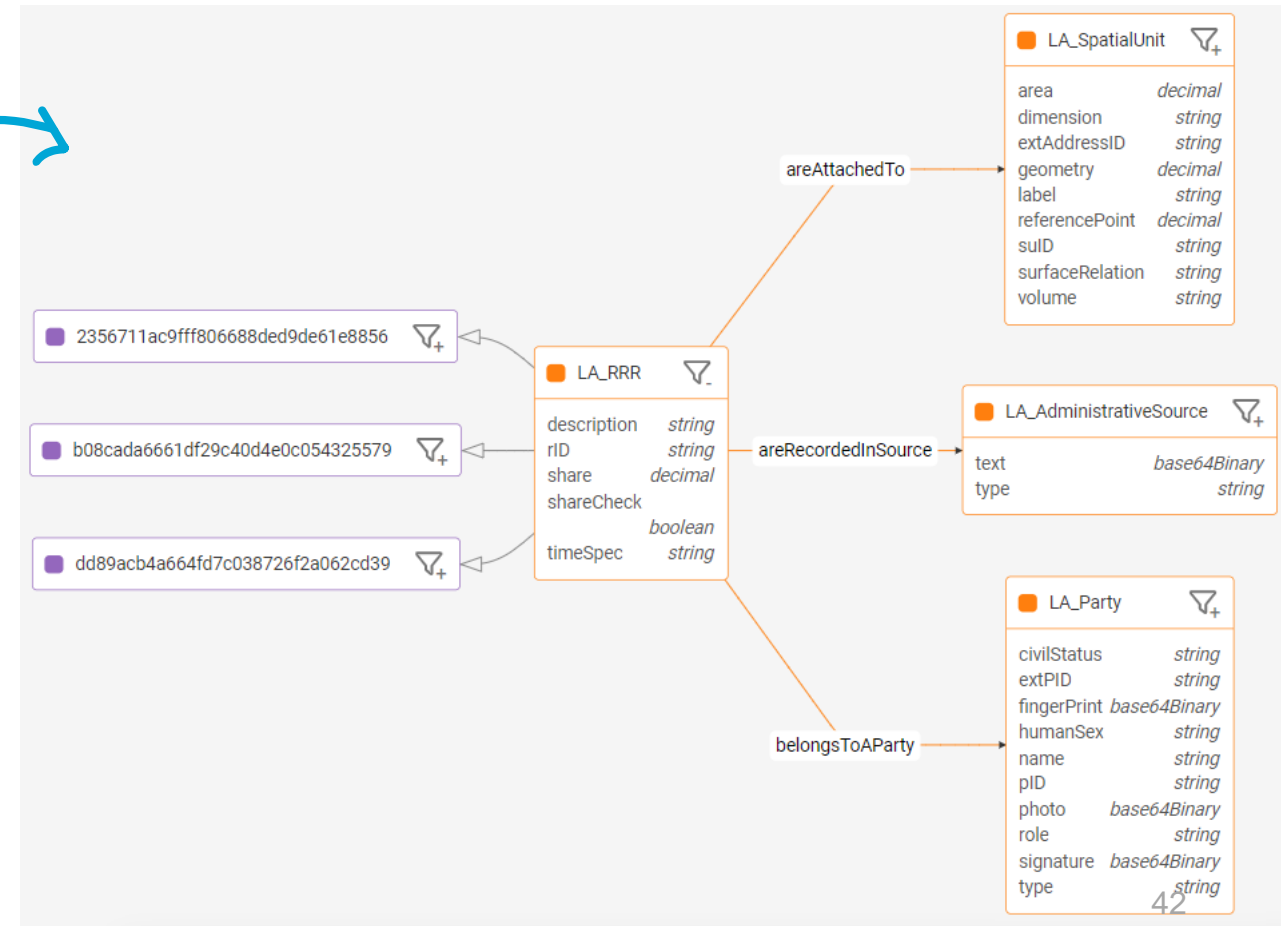 LA_SpatialUnit
area decimal
dimension string
extAddressID string
geometry decimal
label string
referencePoint decimal
suID string
surfaceRelation string
volume string
areAttachedTo
2356711ac9fff806688ded9de61e8856
b08cada6661df29c40d4e0c054325579
dd89acb4a664fd7c038726f2a062cd39
LA_RRR
description string
rID string
share decimal
shareCheck
boolean
timeSpec string
areRecordedInSource
LA_AdministrativeSource
text base64Binary
type string
belongsToAParty
LA_Party
civilStatus string
extPID string
fingerPrint base64Binary
humanSex string
name string
pID string
photo base64Binary
role string
signature base64Binary
type string
42